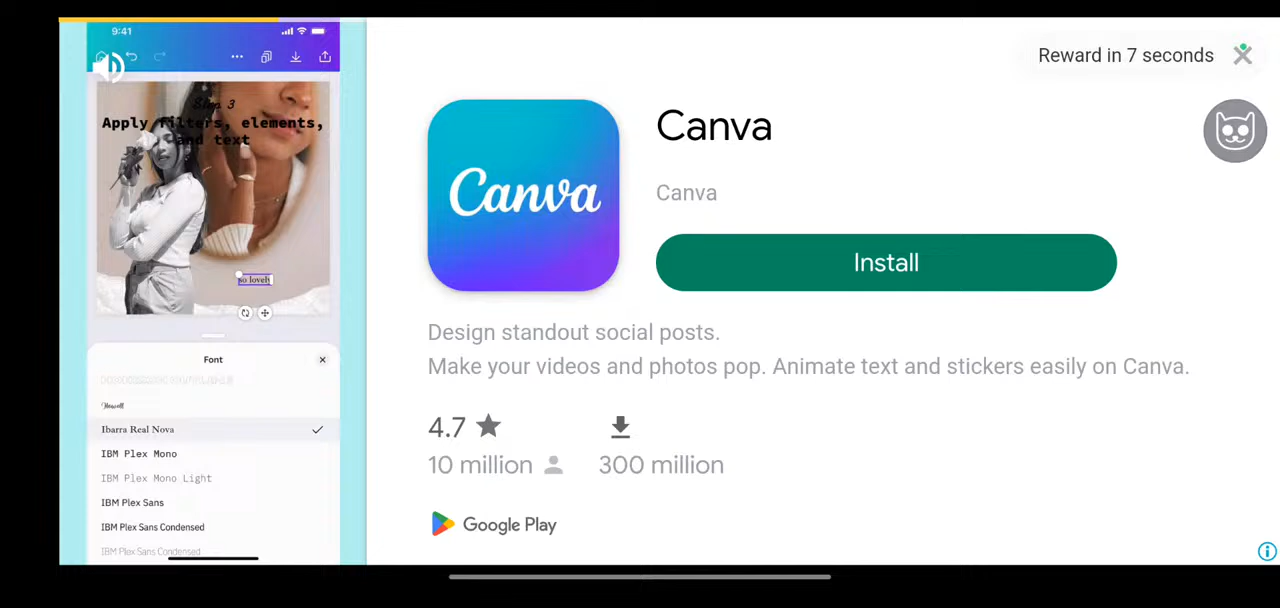 9:41
Step 3
Apply filters, elements,
and text
so lovely
Font
Ibarra Real Nova
IBM Plex Mono
IBM Plex Mono Light
IBM Plex Sans
IBM Plex Sans Condensed
IBM Plex Sans Condensed
Reward in 7 seconds
Canva
Canva
Canva
Install
Design standout social posts.
Make your videos and photos pop. Animate text and stickers easily on Canva.
4.7
10 million
300 million
Google Play